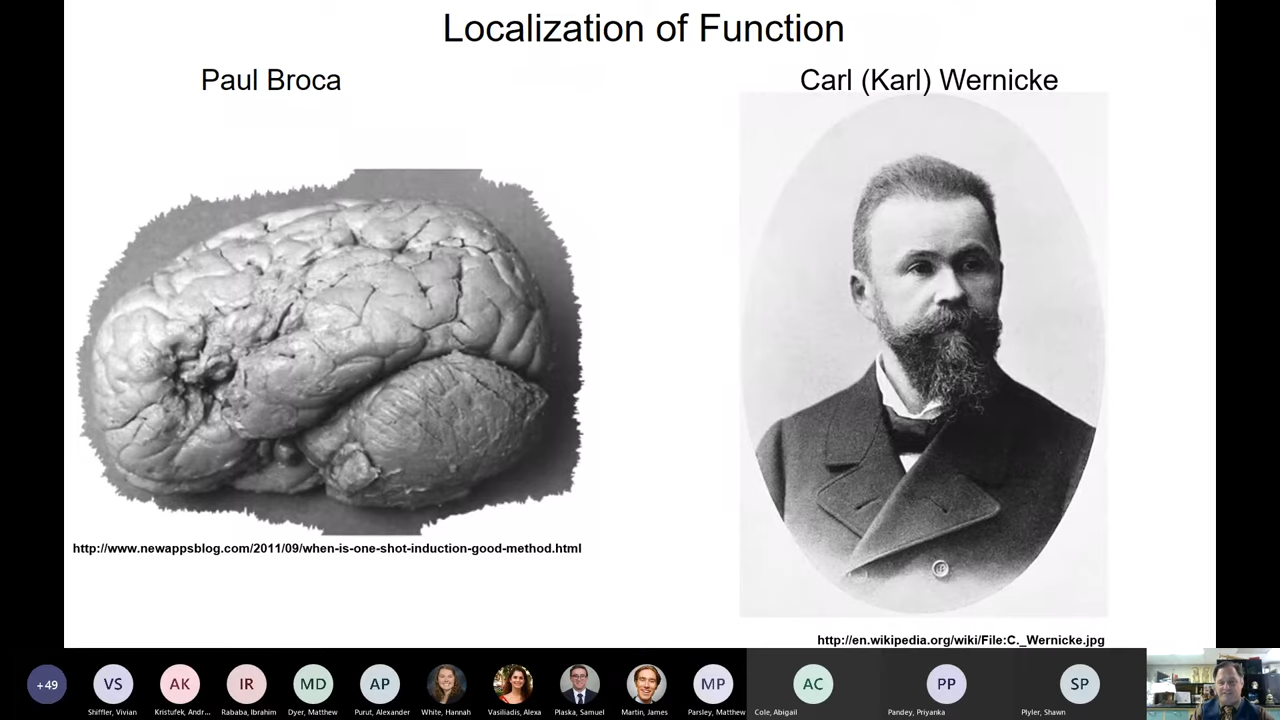 Localization of Function
Paul Broca
Carl (Karl) Wernicke
http://www.newappsblog.com/2011/09/when-is-one-shot-induction-good-method.html
http://en.wikipedia.org/wiki/File:C._Wernicke.jpg
+49
VS
AK
IR
MD
AP
MP
AC
PP
SP
Shiffler, Vivian
Kristufek, Andr...
Rababa, Ibrahim
Dyer, Matthew
Purut, Alexander
White, Hannah
Vasiliadis, Alexa
Plaska, Samuel
Martin, James
Parsley, Matthew
Cole, Abigail
Pandey, Priyanka
Plyler, Shawn